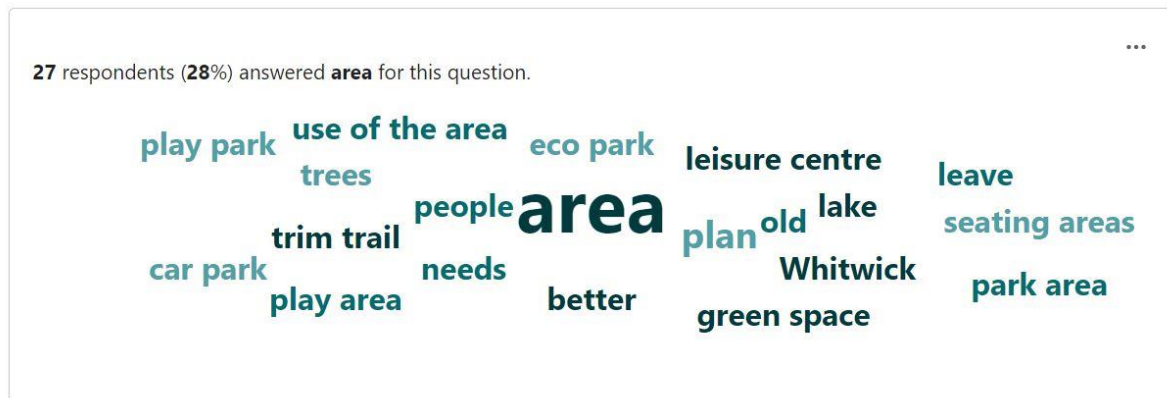 ...
27 respondents (28%) answered area for this question.
play park
use of the area
eco park
leisure centre
trees
leave
people
area
lake
seating areas
trim trail
plan
old
car park
needs
Whitwick
play area
better
park area
green space